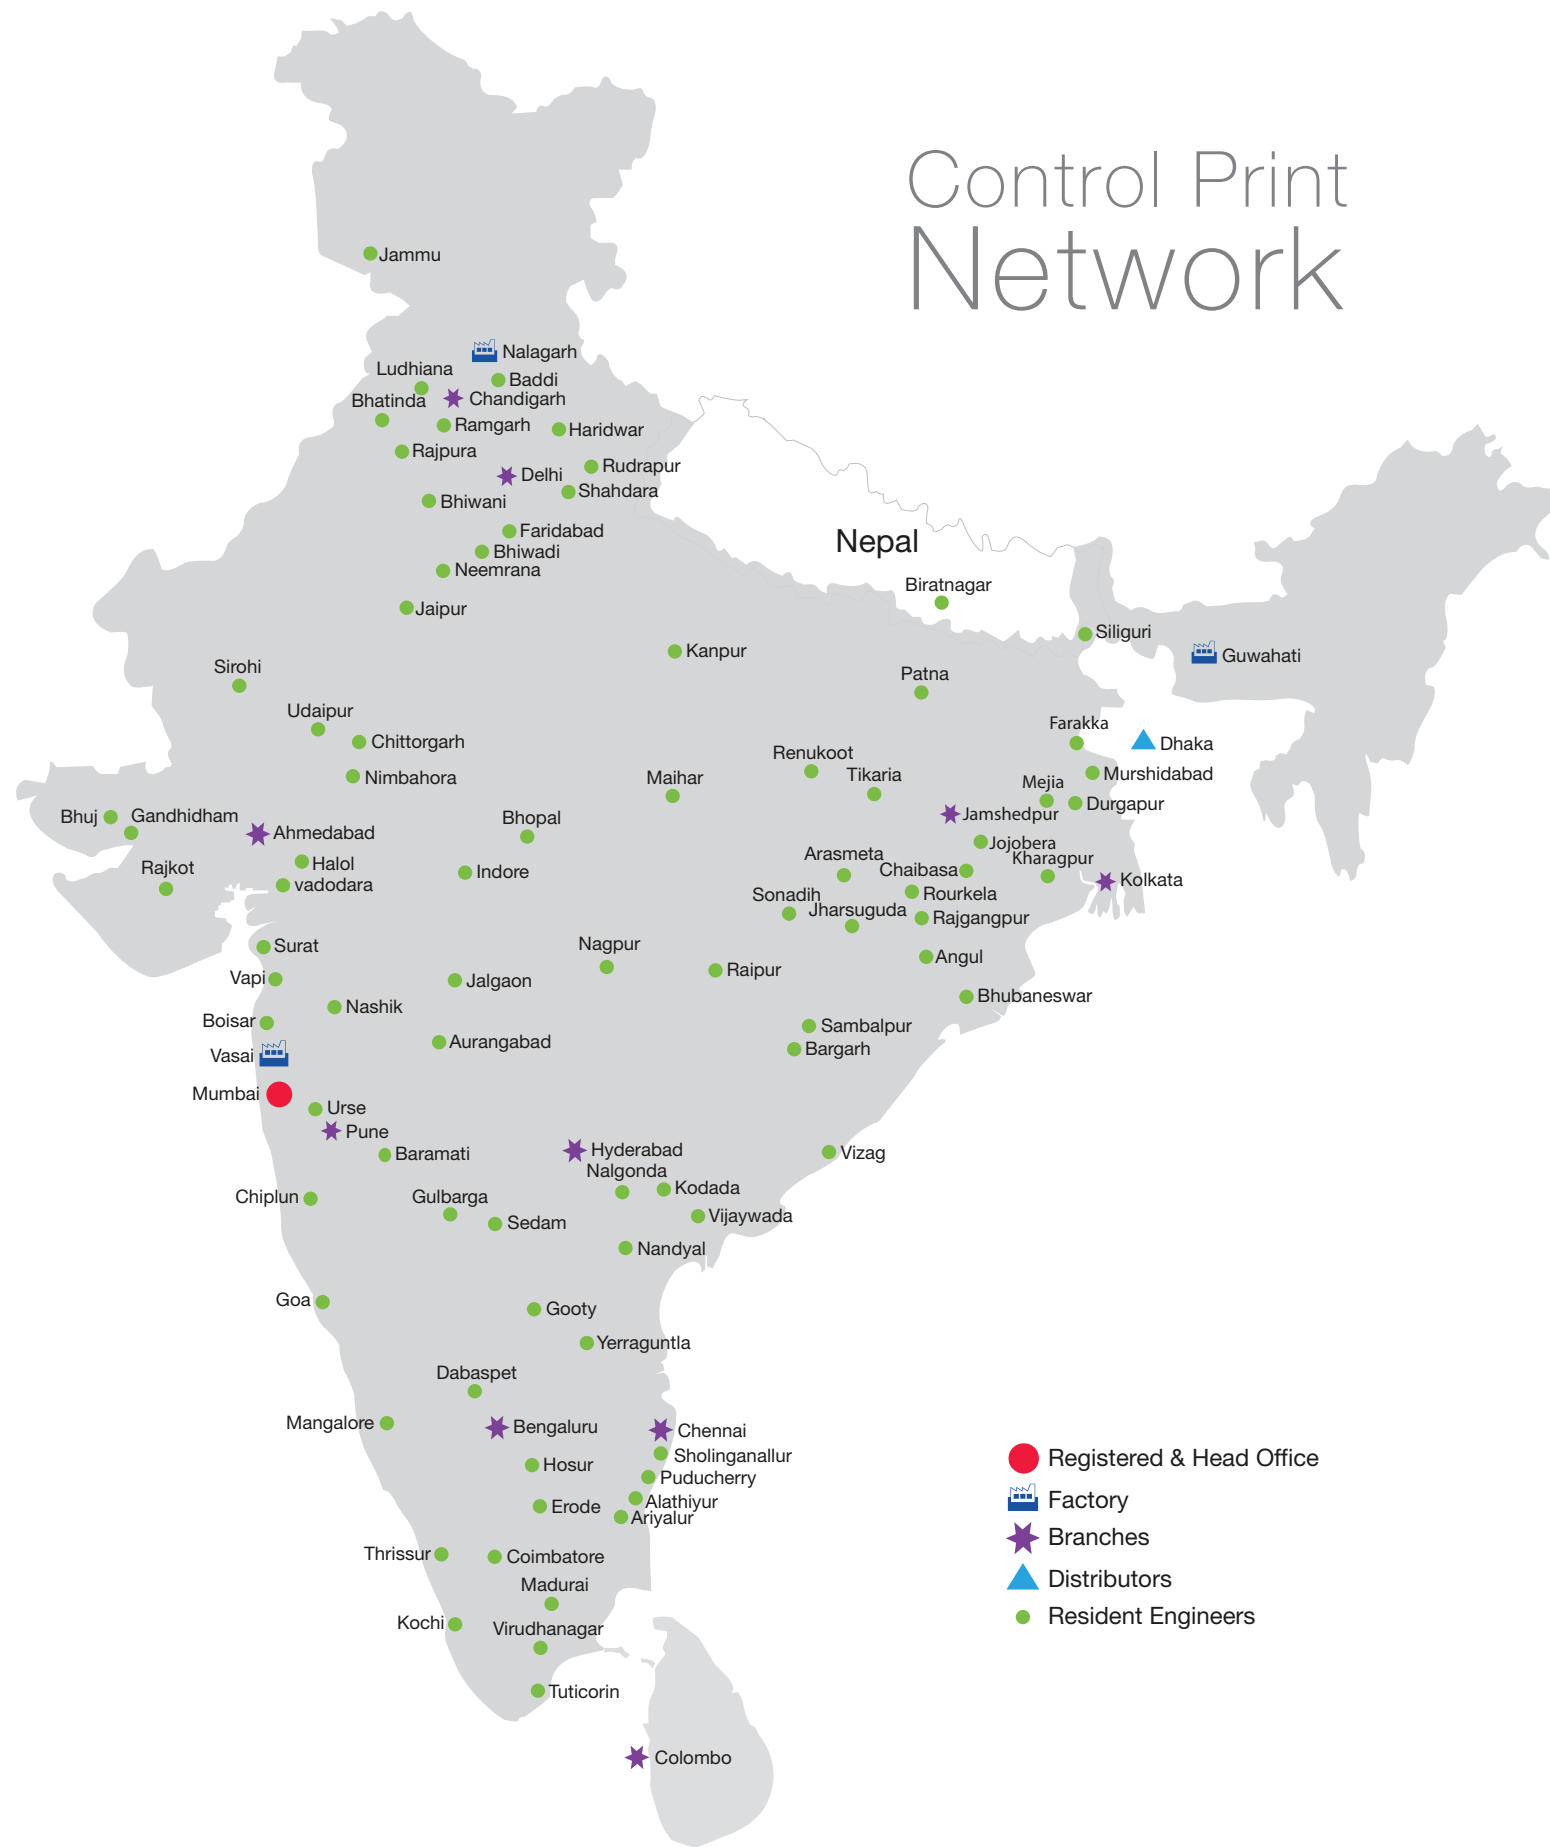 Control Print
Network
Jammu
Nalagarh
Ludhiana
Baddi
Chandigarh
Bhatinda
Ramgarh
Haridwar
Rajpura
Rudrapur
Delhi
Shahdara
Bhiwani
Faridabad
Nepal
Bhiwadi
Neemrana
Biratnagar
Jaipur
Siliguri
Kanpur
Guwahati
Sirohi
Patna
Udaipur
Farakka
Chittorgarh
Dhaka
Renukoot
Nimbahora
Maihar
Tikaria
Murshidabad
Mejia
Durgapur
Bhuj
Gandhidham
Bhopal
Jamshedpur
Ahmedabad
Jojobera
Arasmeta
Kharagpur
Halol
Rajkot
Indore
Chaibasa
Kolkata
vadodara
Sonadih
Rourkela
Jharsuguda
Rajgangpur
Surat
Nagpur
Angul
Vapi
Jalgaon
Raipur
Bhubaneswar
Nashik
Boisar
Sambalpur
Aurangabad
Bargarh
Vasai
Mumbai
Urse
Pune
Baramati
Hyderabad
Vizag
Nalgonda
Kodada
Chiplun
Gulbarga
Vijaywada
Sedam
Nandyal
Goa
Gooty
Yerraguntla
Dabaspet
Mangalore
Bengaluru
Chennai
Sholinganallur
Hosur
Puducherry
Alathiyur
Erode
Ariyalur
Thrissur
Coimbatore
Madurai
Kochi
Virudhanagar
Tuticorin
Colombo
Registered & Head Office
Factory
Branches
Distributors
Resident Engineers